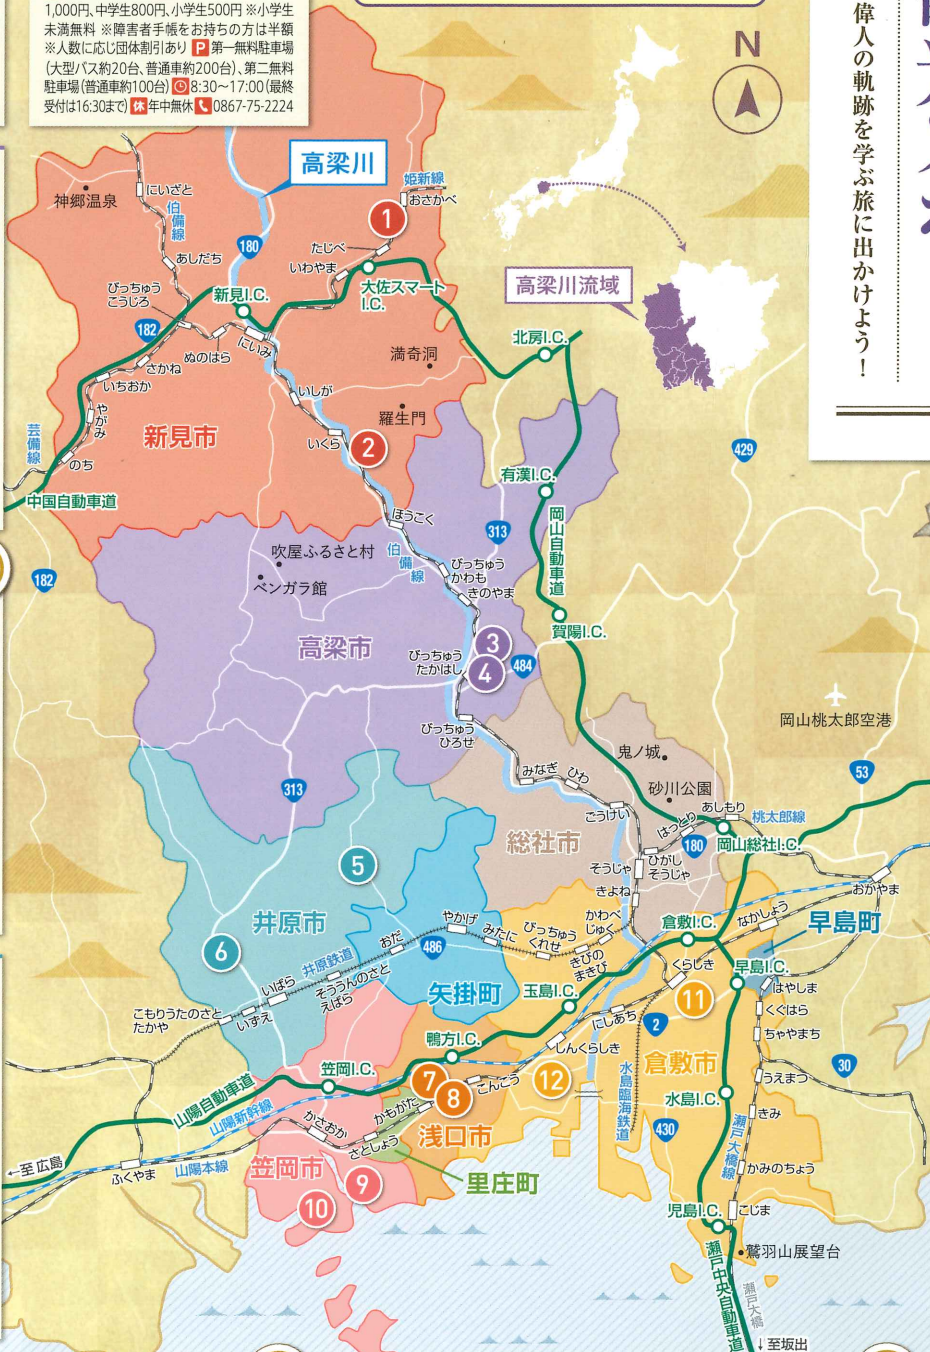 1,000円、中学生800円、小学生500円 ※小学生
未満無料 ※障害者手帳をお持ちの方は半額
※人数に応じ団体割引あり P 第一無料駐車場
(大型バス約20台、普通車約200台)、第二無料
駐車場(普通車約100台) 8:30〜17:00(最終
受付は16:30まで) 休 年中無休 0867-75-2224
偉人の軌跡を学ぶ旅に出かけよう！
N
高梁川
高梁川流域
神郷温泉
にいざと
伯備線
180
姫新線
おさかべ
1
あしだち
たじべ
いわやま
大佐スマート
I.C.
びっちゅう
こうじろ
新見I.C.
182
ぬのはら
にいみ
さかね
いちおか
やがみ
満奇洞
北房I.C.
いしが
羅生門
芸備線
新見市
いくら
2
のち
中国自動車道
429
有漢I.C.
ほうこく
岡山自動車道
313
吹屋ふるさと村
ベンガラ館
伯備線
びっちゅう
かわも
きのやま
182
賀陽I.C.
高梁市
3
びっちゅう
たかはし
4
484
びっちゅう
ひろせ
岡山桃太郎空港
鬼ノ城
53
みなぎ
ひわ
砂川公園
313
こうけい
はっとり
あしもり
桃太郎線
総社市
180
岡山総社I.C.
5
そうじゃ
ひがし
そうじゃ
おかやま
きよね
井原市
やかげ
びっちゅう
くれせ
かわべ
じゅく
倉敷I.C.
なかしょう
早島町
おだ
486
みたに
きびの
まきび
6
井原鉄道
くらしき
早島I.C.
いばら
そううんのさと
えばら
矢掛町
玉島I.C.
はやしま
こもりうたのさと
たかや
いずえ
11
くぐはら
にしあち
2
ちゃやまち
鴨方I.C.
しんくらしき
倉敷市
30
笠岡I.C.
7
こんこう
12
水島臨海鉄道
うえまつ
山陽自動車道
8
水島I.C.
山陽新幹線
かもがた
きみ
かさおか
浅口市
430
瀬戸大橋線
←至広島
さとしょう
ふくやま
山陽本線
笠岡市
里庄町
かみのちょう
9
10
児島I.C.
こじま
鷲羽山展望台
瀬戸中央自動車道
瀬戸大橋
↓至坂出